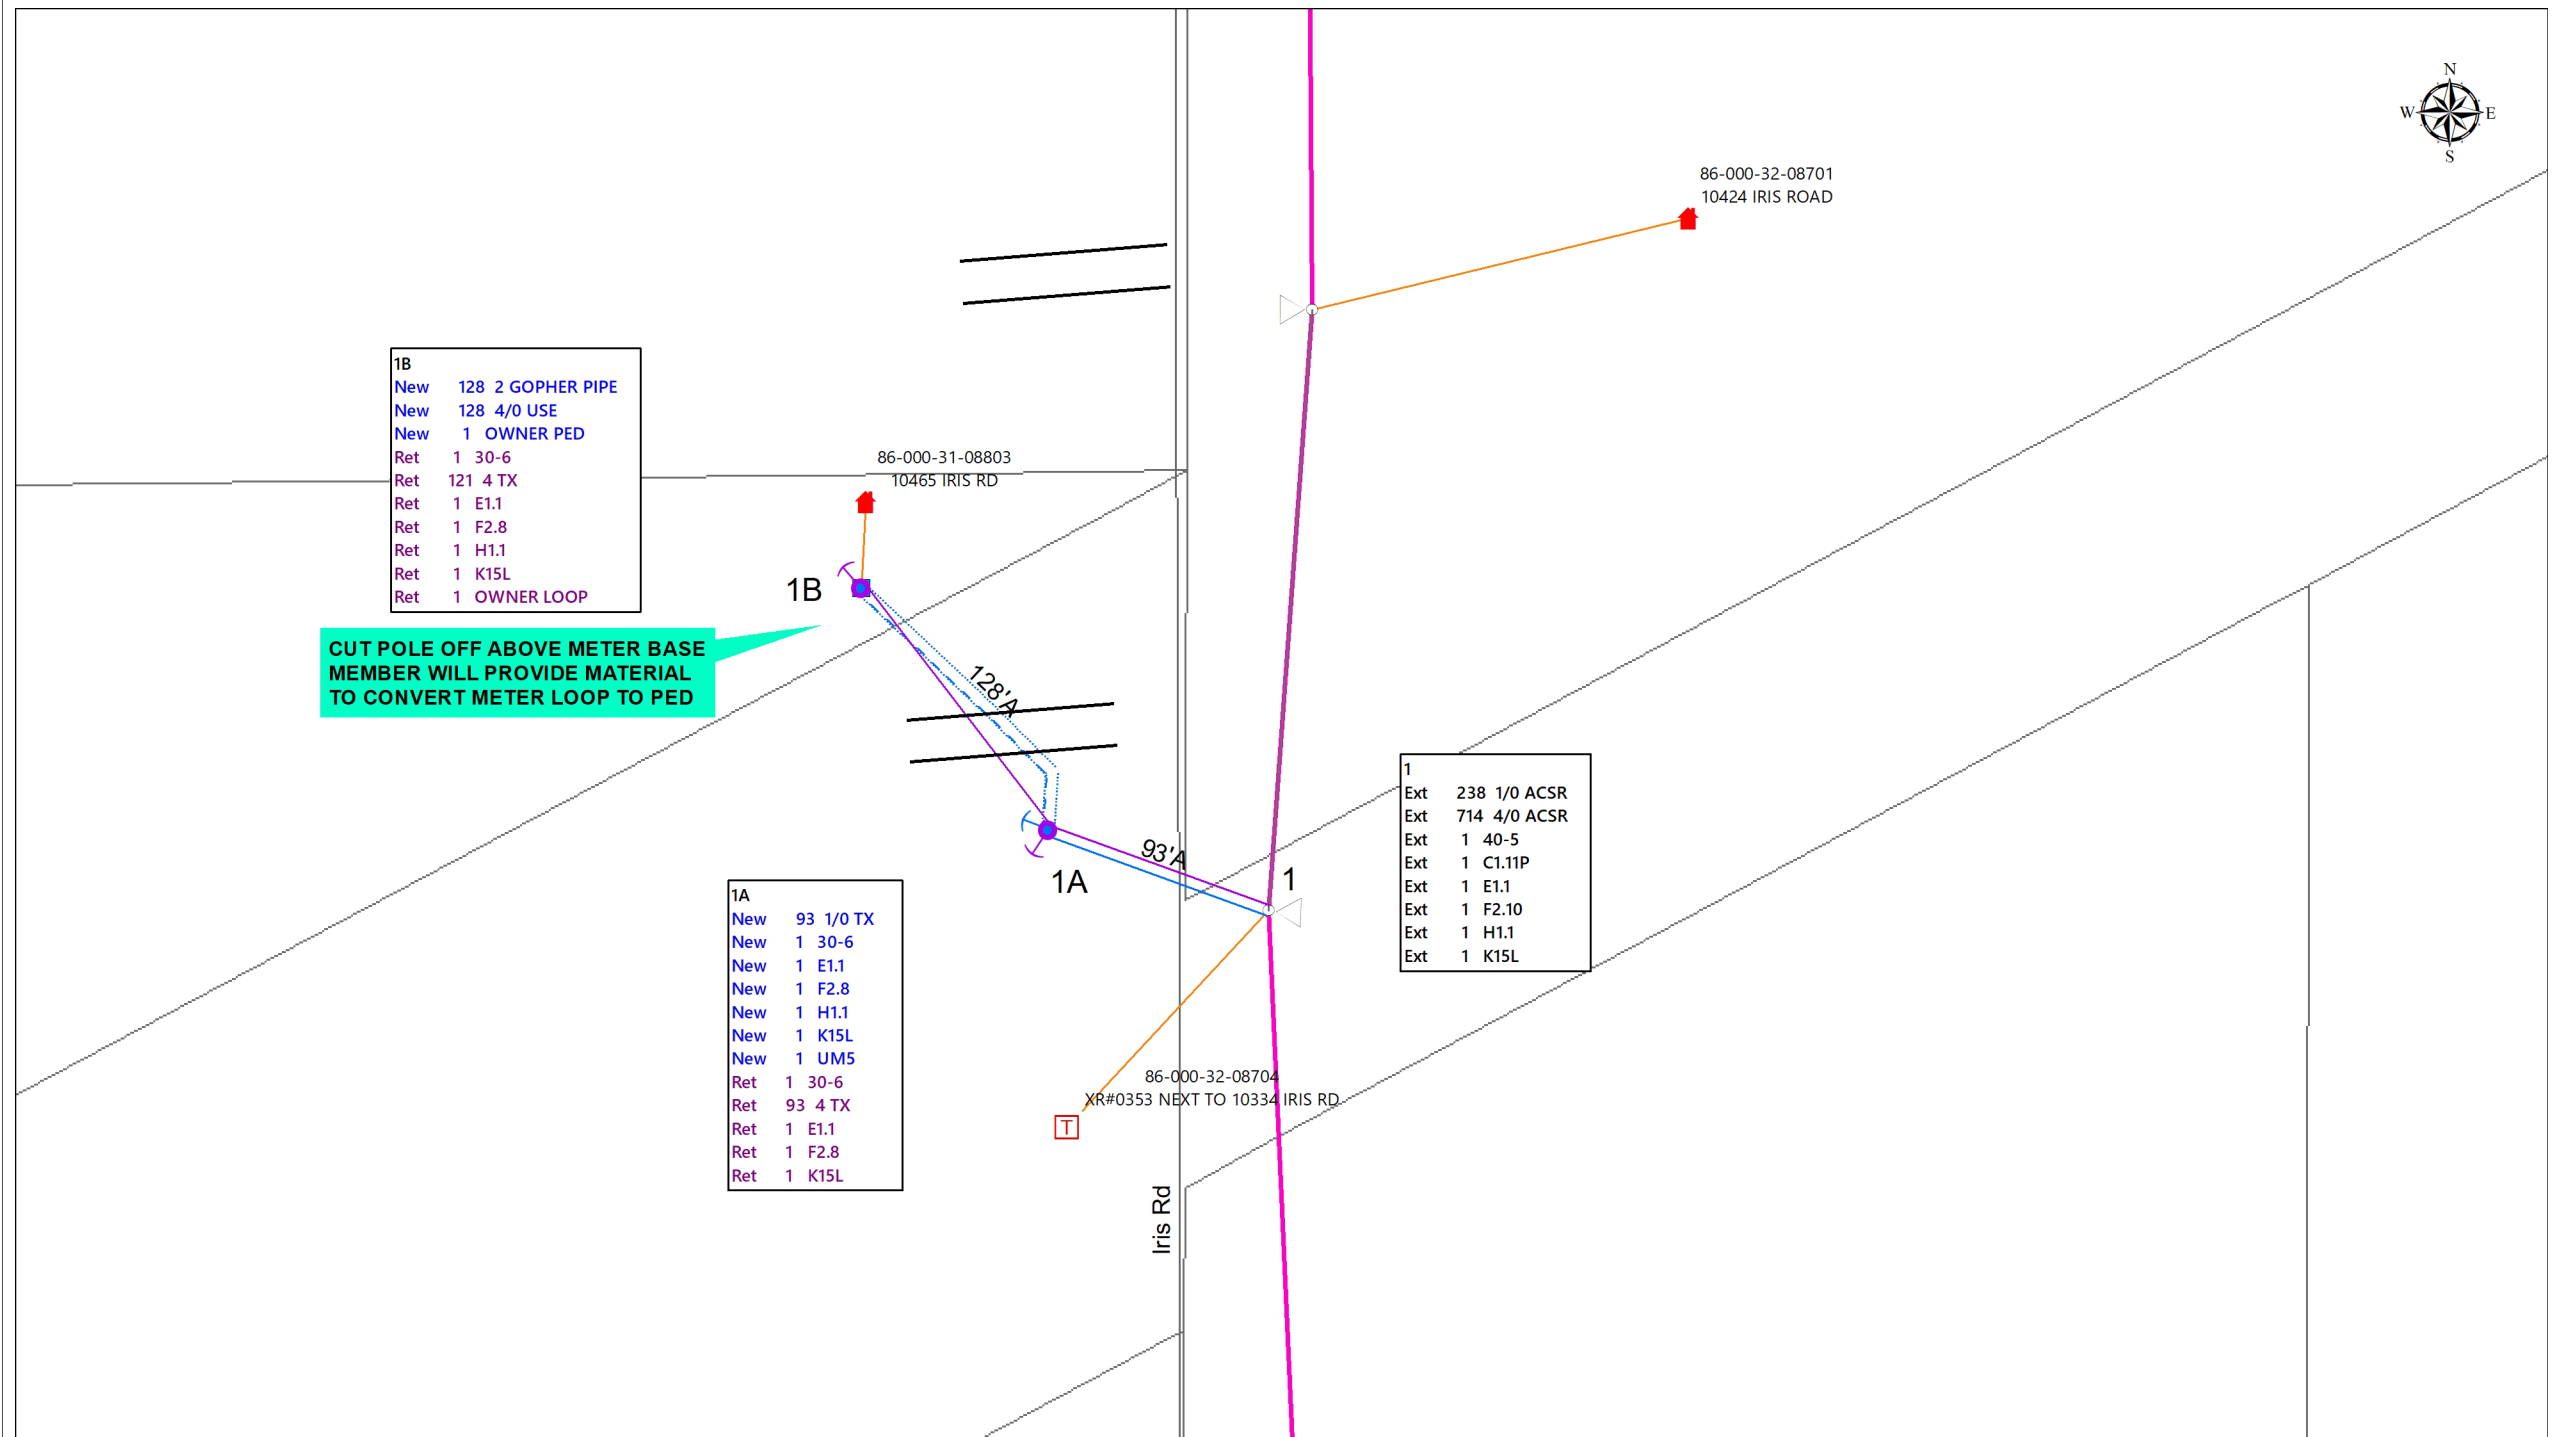 N
W E
S
86-000-32-08701
10424 IRIS ROAD
1B
New 128 2 GOPHER PIPE
New 128 4/0 USE
New 1 OWNER PED
Ret 1 30-6
Ret 121 4 TX
Ret 1 E1.1
Ret 1 F2.8
Ret 1 H1.1
Ret 1 K15L
Ret 1 OWNER LOOP
86-000-31-08803
10465 IRIS RD
1B
CUT POLE OFF ABOVE METER BASE
MEMBER WILL PROVIDE MATERIAL
TO CONVERT METER LOOP TO PED
128'A
93'A
1A
1
1
Ext 238 1/0 ACSR
Ext 714 4/0 ACSR
Ext 1 40-5
Ext 1 C1.11P
Ext 1 E1.1
Ext 1 F2.10
Ext 1 H1.1
Ext 1 K15L
1A
New 93 1/0 TX
New 1 30-6
New 1 E1.1
New 1 F2.8
New 1 H1.1
New 1 K15L
New 1 UM5
Ret 1 30-6
Ret 93 4 TX
Ret 1 E1.1
Ret 1 F2.8
Ret 1 K15L
86-000-32-08704
XR#0353 NEXT TO 10334 IRIS RD
T
Iris Rd